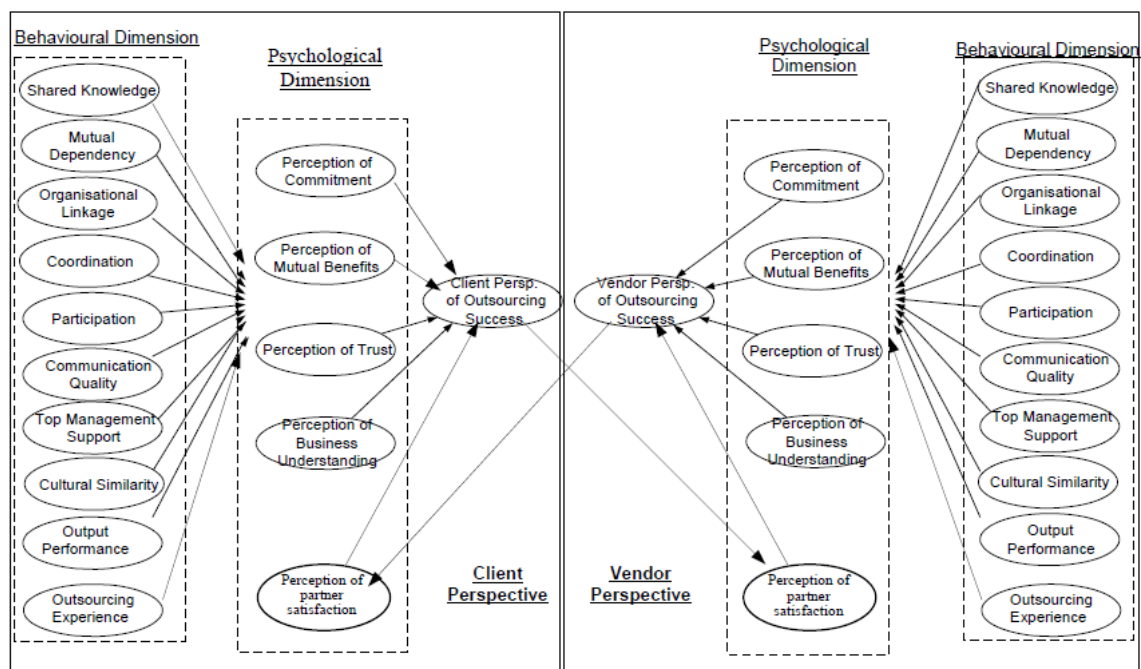 Behavioural Dimension
Shared Knowledge
Mutual
Dependency
Organisational
Linkage
Coordination
Participation
Communication
Quality
Top Management
Support
Cultural Similarity
Output
Performance
Outsourcing
Experience
Psychological
Dimension
Perception of
Commitment
Perception of
Mutual Benefits
Perception of Trust
Perception of
Business
Understanding
Perception of
partner
satisfaction
Client Persp.
of Outsourcing
Success
Client
Perspective
Vendor Persp.
of Outsourcing
Success
Vendor
Perspective
Psychological
Dimension
Perception of
Commitment
Perception of
Mutual Benefits
Perception of Trust
Perception of
Business
Understanding
Perception of
partner
satisfaction
Behavioural Dimension
Shared Knowledge
Mutual
Dependency
Organisational
Linkage
Coordination
Participation
Communication
Quality
Top Management
Support
Cultural Similarity
Output
Performance
Outsourcing
Experience